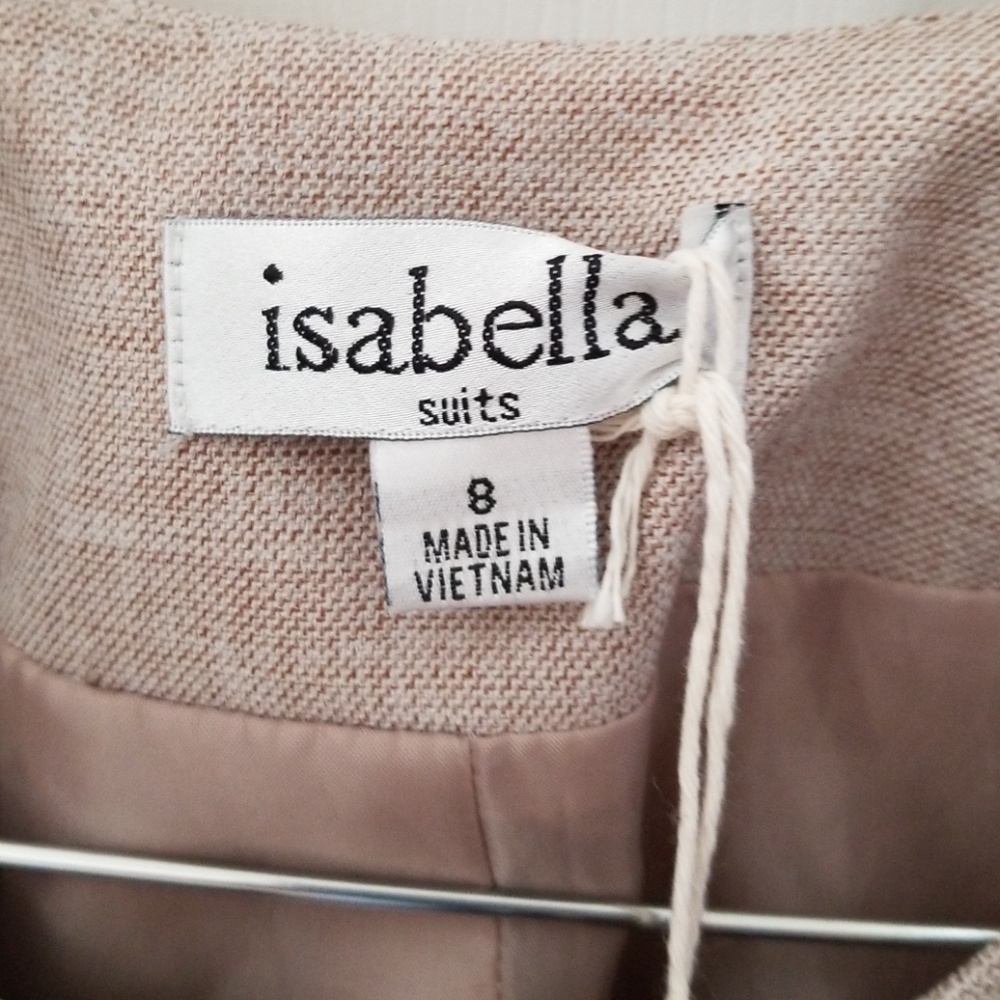 isabella
suits
8
MADE IN
VIETNAM